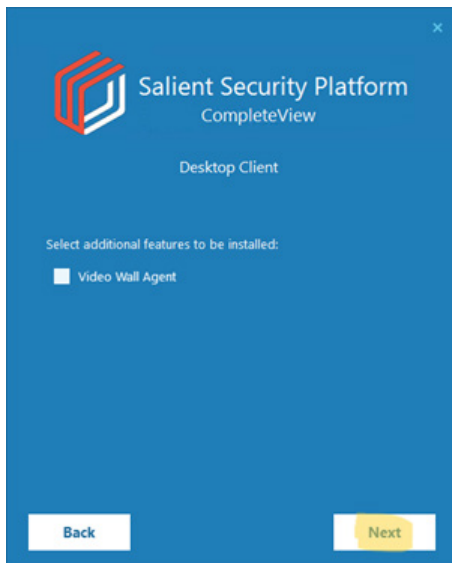 Salient Security Platform
CompleteView
Desktop Client
Select additional features to be installed:
Video Wall Agent
Back
Next